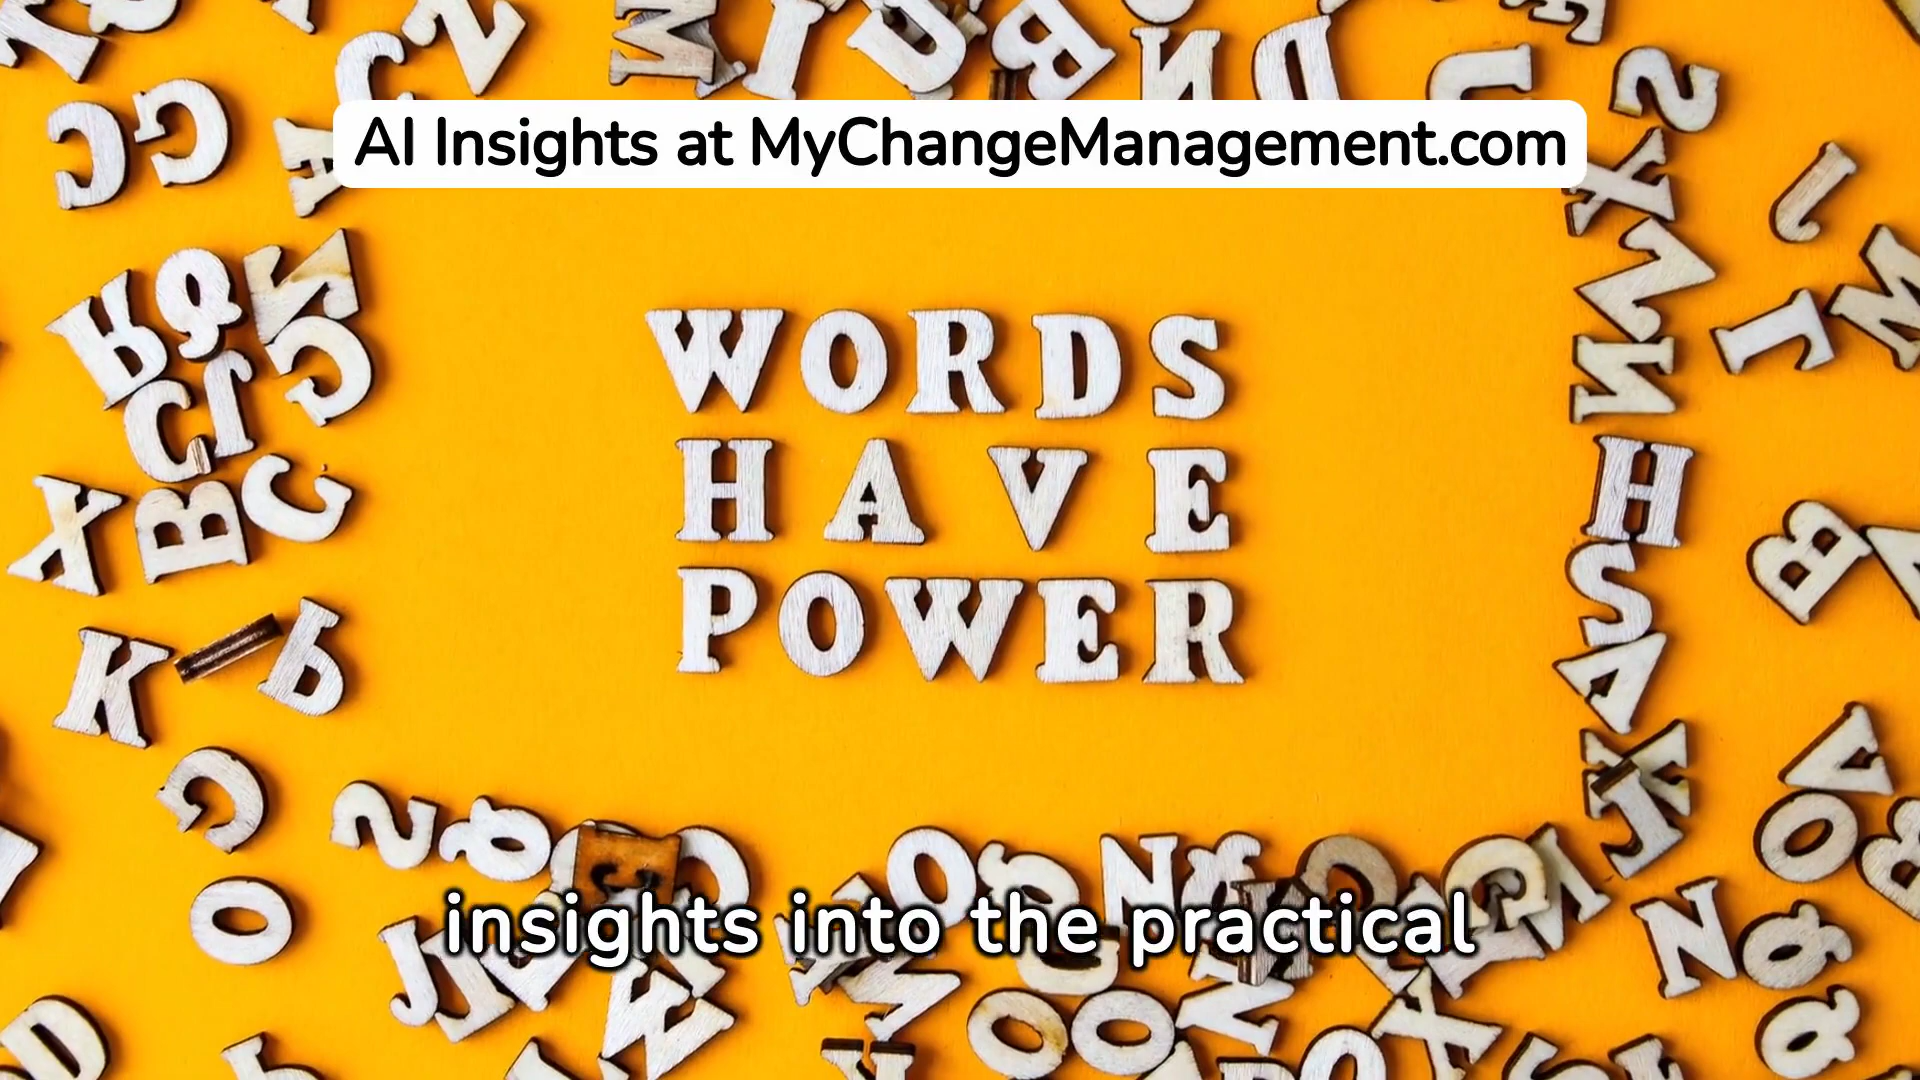 AI Insights at MyChangeManagement.com
WORDS
HAVE
POWER
insights into the practical